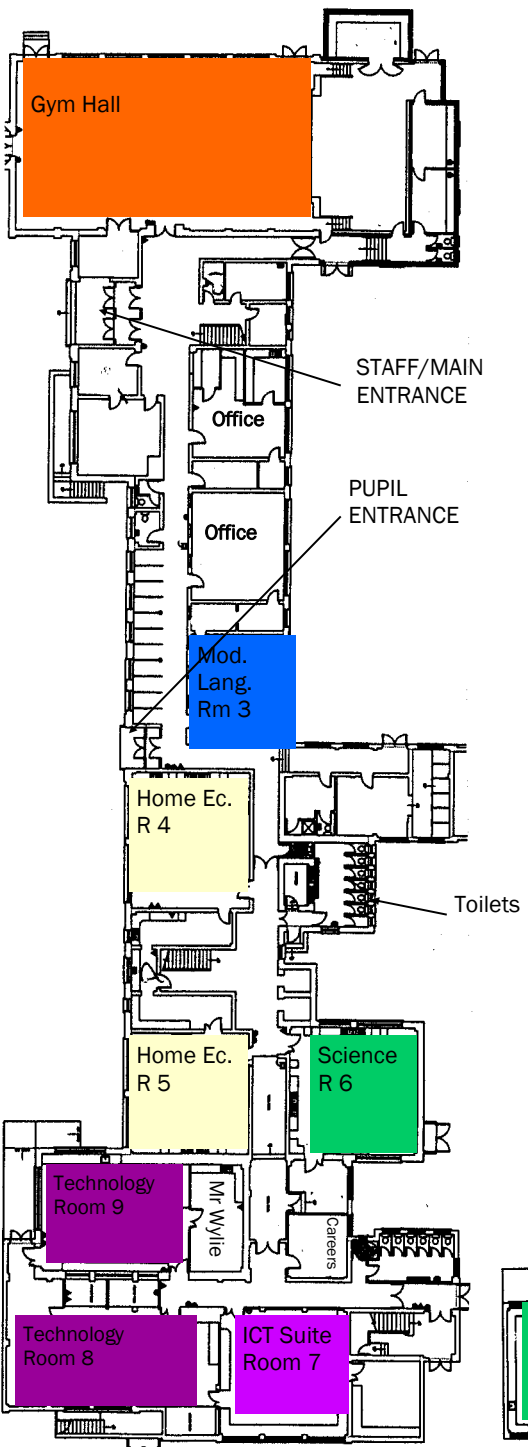 Gym Hall
STAFF/MAIN
ENTRANCE
Office
PUPIL
ENTRANCE
Office
Mod.
Lang.
Rm 3
Home Ec.
R 4
Toilets
Home Ec.
R 5
Science
R 6
Technology
Room 9
Mr Wylie
Careers
Technology
Room 8
ICT Suite
Room 7